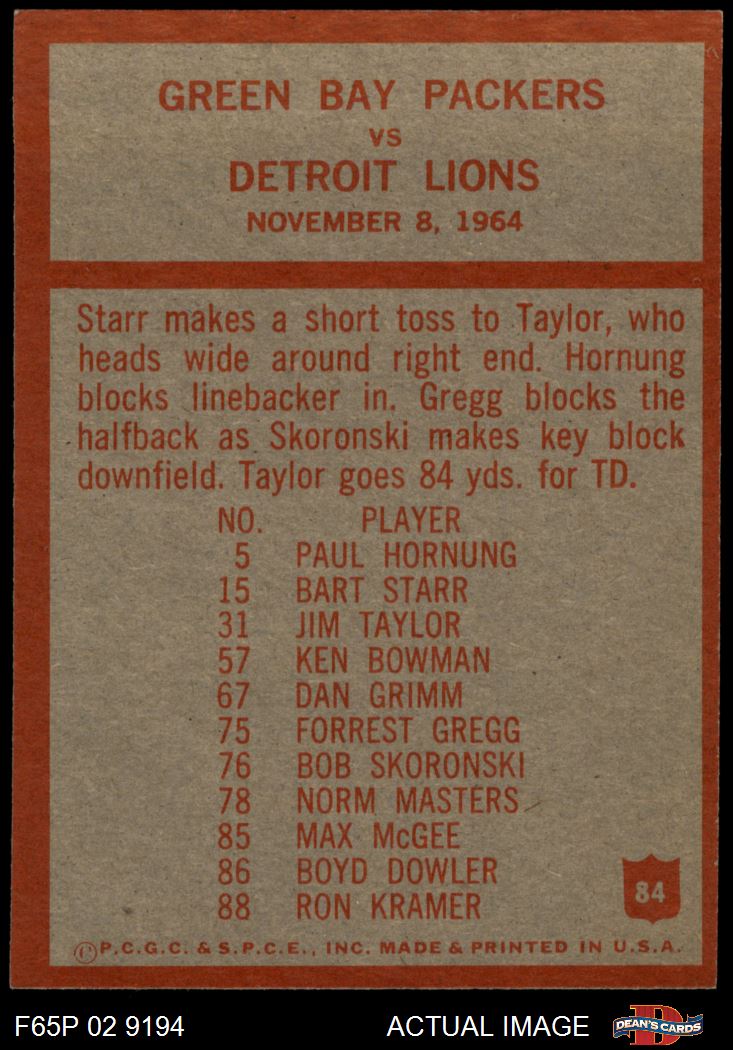 GREEN BAY PACKERS
VS
DETROIT LIONS
NOVEMBER 8, 1964
Starr makes a short toss to Taylor, who
heads wide around right end. Hornung
blocks linebacker in. Gregg blocks the
halfback as Skoronski makes key block
downfield. Taylor goes 84 yds. for TD.
NO. PLAYER
5 PAUL HORNUNG
15 BART STARR
31 JIM TAYLOR
57 KEN BOWMAN
67 DAN GRIMM
75 FORREST GREGG
76 BOB SKORONSKI
78 NORM MASTERS
85 MAX McGEE
86 BOYD DOWLER
88 RON KRAMER
84
©P.C.G.C. & S.P.C.E., INC. MADE & PRINTED IN U.S.A.
F65P 02 9194 ACTUAL IMAGE D DEAN'S CARDS